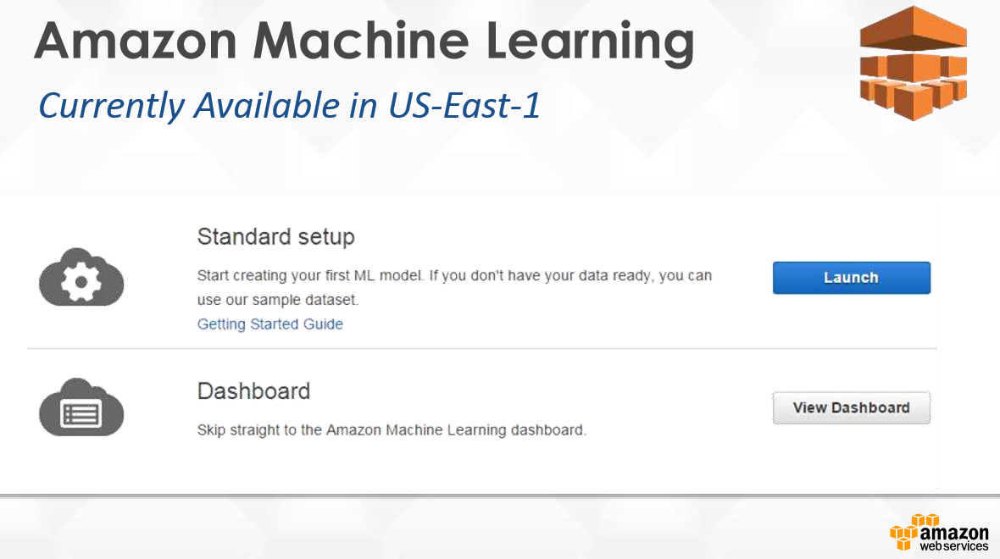 Amazon Machine Learning
Currently Available in US-East-1
Standard setup
Start creating your first ML model. If you don't have your data ready, you can
use our sample dataset.
Getting Started Guide
Launch
Dashboard
Skip straight to the Amazon Machine Learning dashboard.
View Dashboard
amazon
web services